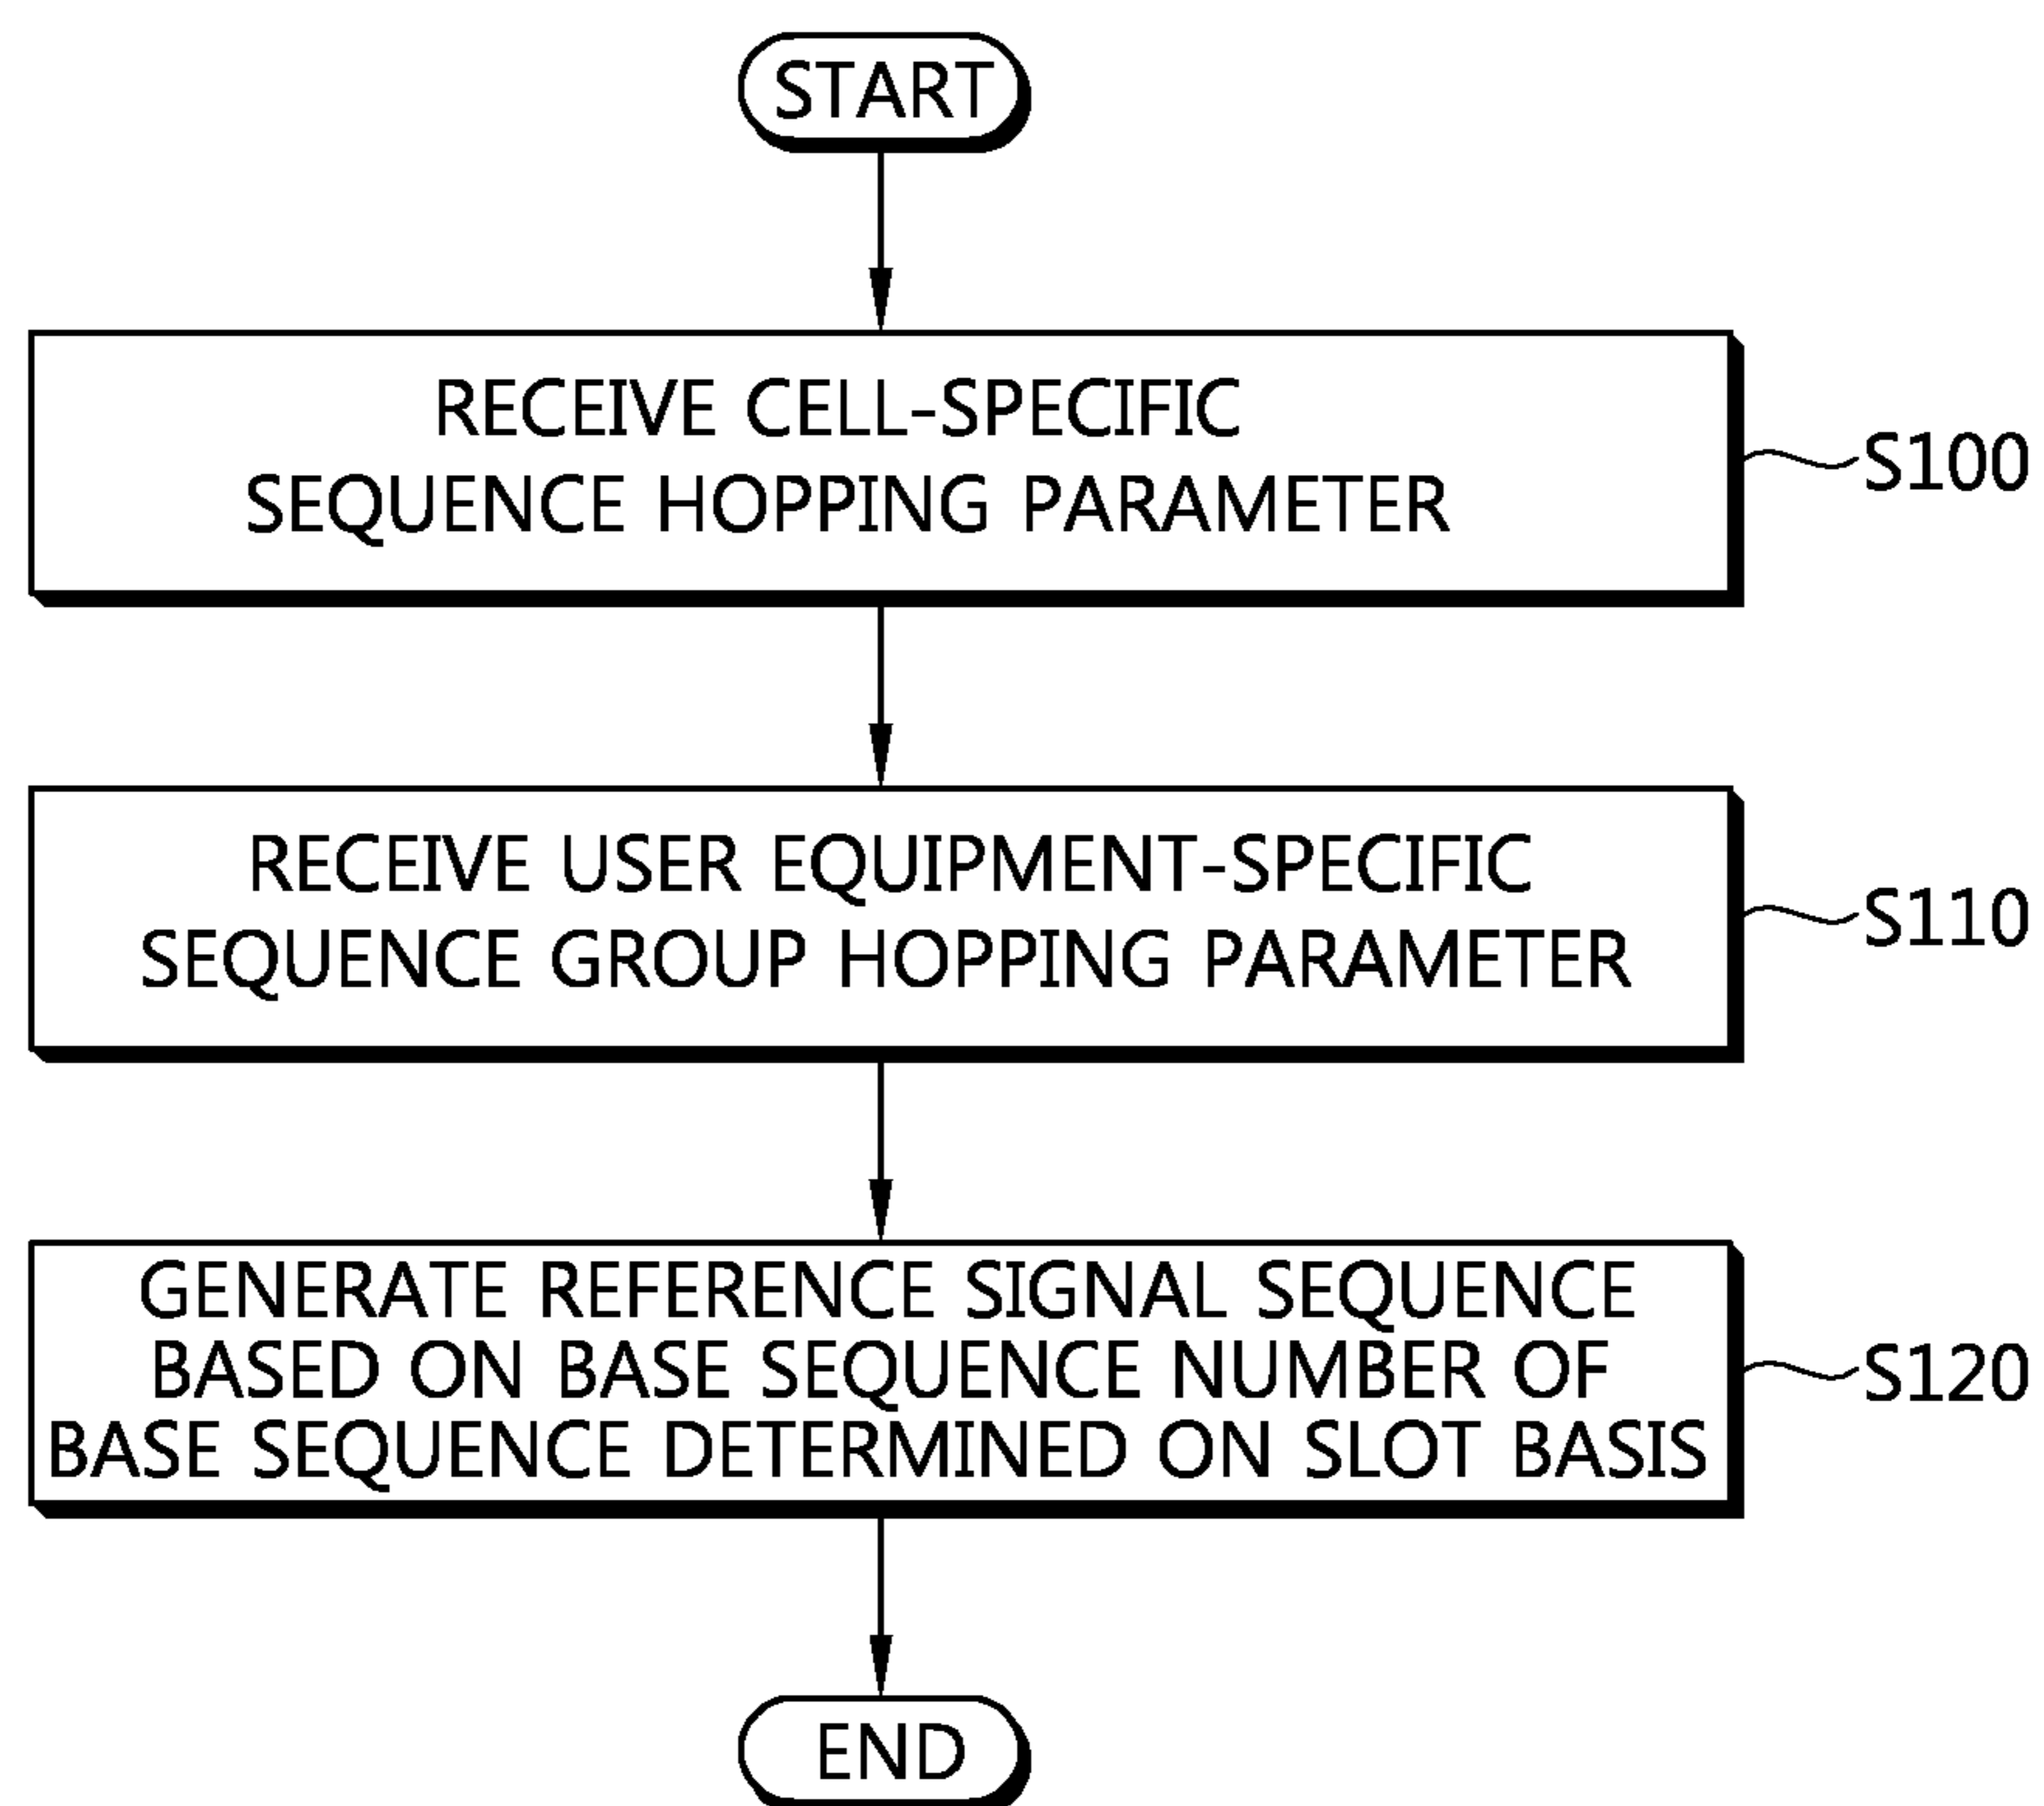 START
RECEIVE CELL-SPECIFIC
SEQUENCE HOPPING PARAMETER
S100
RECEIVE USER EQUIPMENT-SPECIFIC
SEQUENCE GROUP HOPPING PARAMETER
S110
GENERATE REFERENCE SIGNAL SEQUENCE
BASED ON BASE SEQUENCE NUMBER OF
BASE SEQUENCE DETERMINED ON SLOT BASIS
S120
END